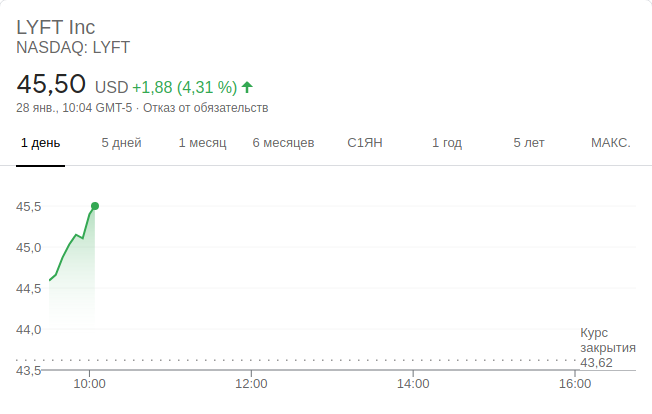 LYFT Inc
NASDAQ: LYFT
45,50 USD +1,88 (4,31 %)
28 янв., 10:04 GMT-5 · Отказ от обязательств
1 день 5 дней 1 месяц 6 месяцев С1ЯН 1 год 5 лет МАКС.
45,5
45,0
44,5
44,0
Курс
закрытия
43,62
43,5
10:00 12:00 14:00 16:00